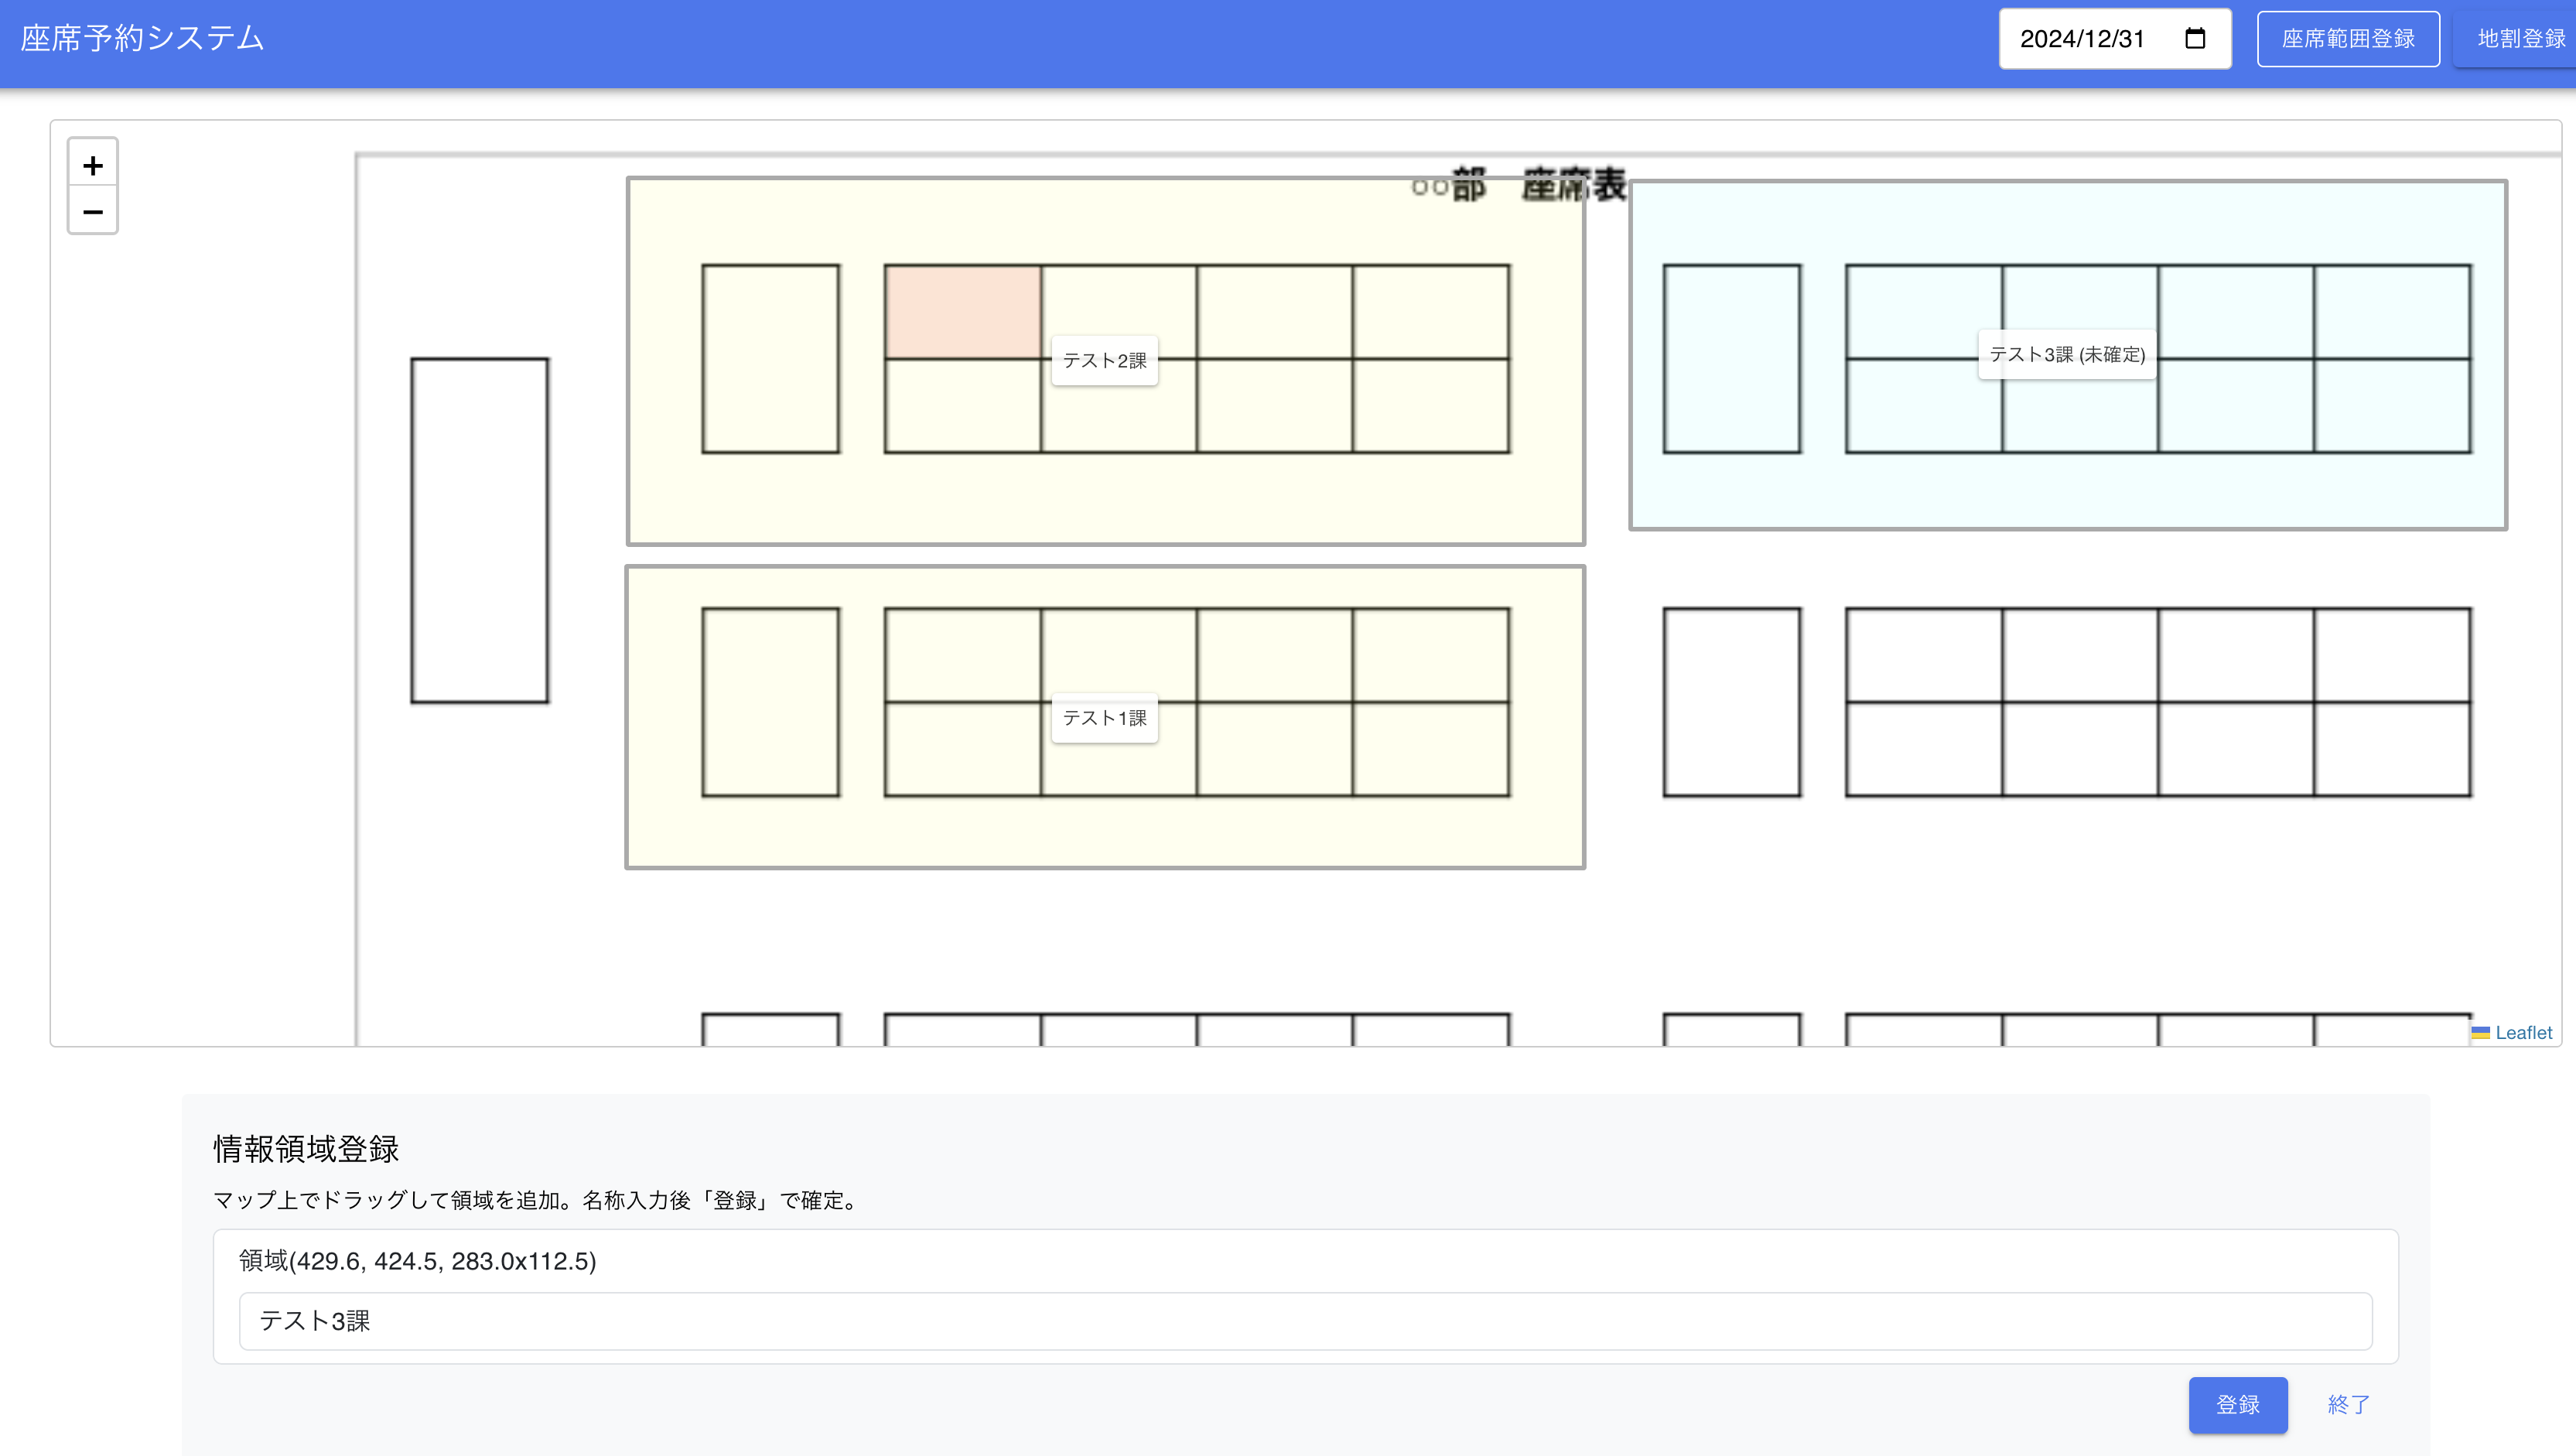 座席予約システム
2024/12/31
座席範囲登録
地割登録
+
−
○○部　座席表
テスト2課
テスト3課 (未確定)
テスト1課
Leaflet
情報領域登録
マップ上でドラッグして領域を追加。名称入力後「登録」で確定。
領域(429.6, 424.5, 283.0x112.5)
テスト3課
登録
終了